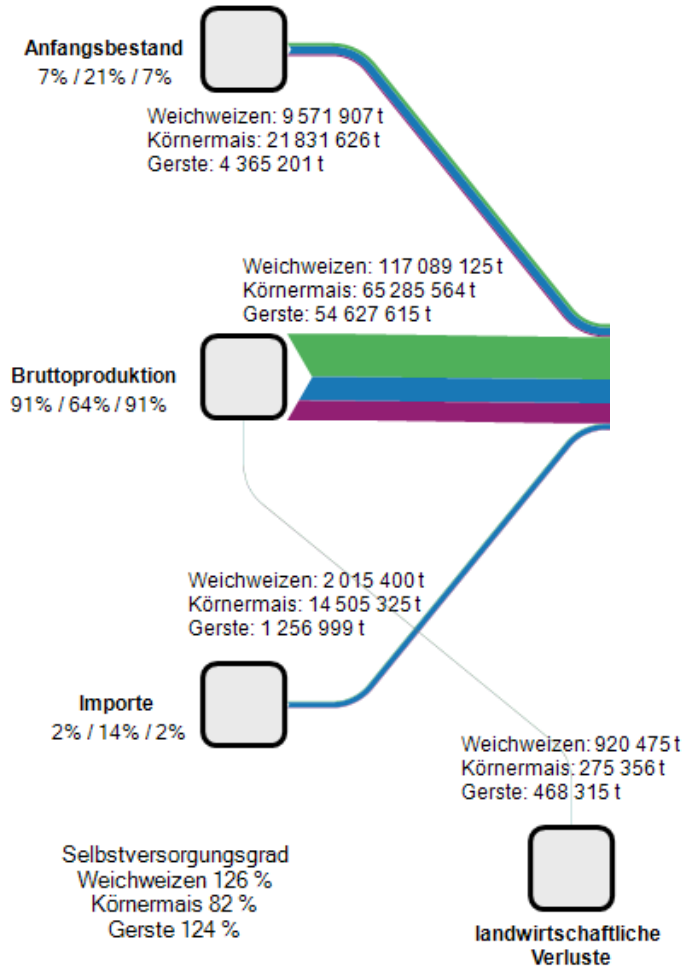 Anfangsbestand
7% / 21% / 7%
Weichweizen: 9 571 907 t
Körnermais: 21 831 626 t
Gerste: 4 365 201 t
Weichweizen: 117 089 125 t
Körnermais: 65 285 564 t
Gerste: 54 627 615 t
Bruttoproduktion
91% / 64% / 91%
Weichweizen: 2 015 400 t
Körnermais: 14 505 325 t
Gerste: 1 256 999 t
Importe
2% / 14% / 2%
Weichweizen: 920 475 t
Körnermais: 275 356 t
Gerste: 468 315 t
Selbstversorgungsgrad
Weichweizen 126 %
Körnermais 82 %
Gerste 124 %
landwirtschaftliche
Verluste